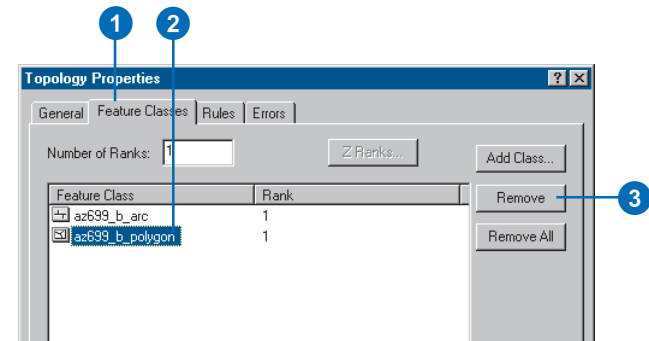 1 2
Topology Properties ? X
General Feature Classes Rules Errors
Number of Ranks: 1 Z Ranks... Add Class...
Feature Class Rank Remove 3
az699_b_arc 1
az699_b_polygon 1 Remove All